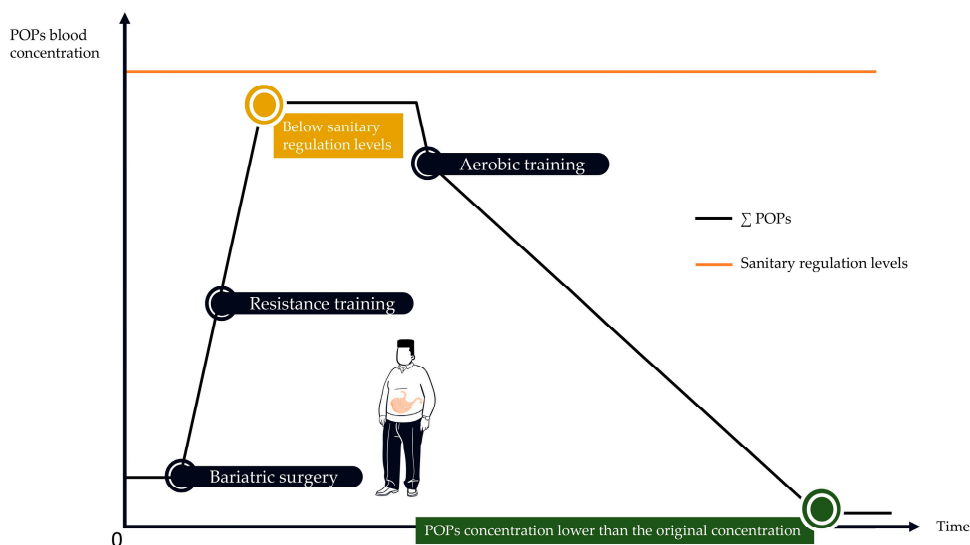 POPs blood
concentration
Below sanitary
regulation levels
Aerobic training
∑ POPs
Sanitary regulation levels
Resistance training
Bariatric surgery
POPs concentration lower than the original concentration
Time
0